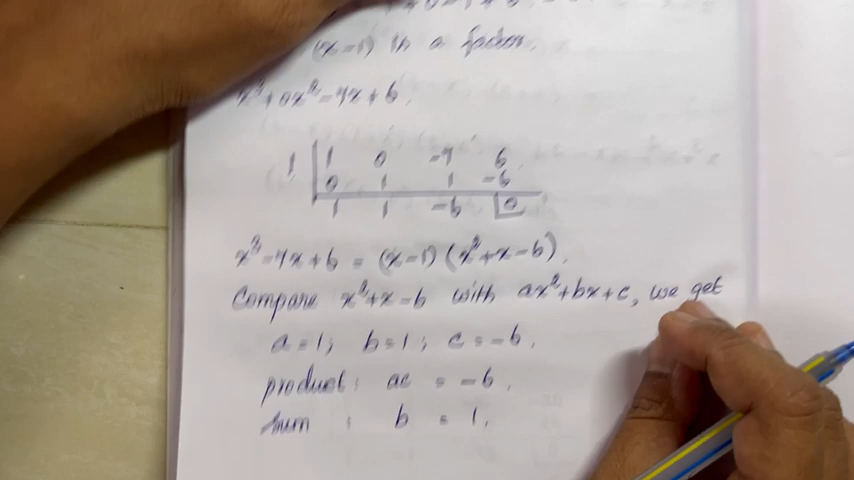 (x-1) is a factor.
x³+0x²-7x+6.
1 | 1 0 -7 6
0 1 1 -6
1 1 -6 0
x³-7x+6 = (x-1)(x²+x-6).
Compare x²+x-6 with ax²+bx+c, we get
a=1; b=1; c=-6.
product: ac = -6.
sum : b = 1.